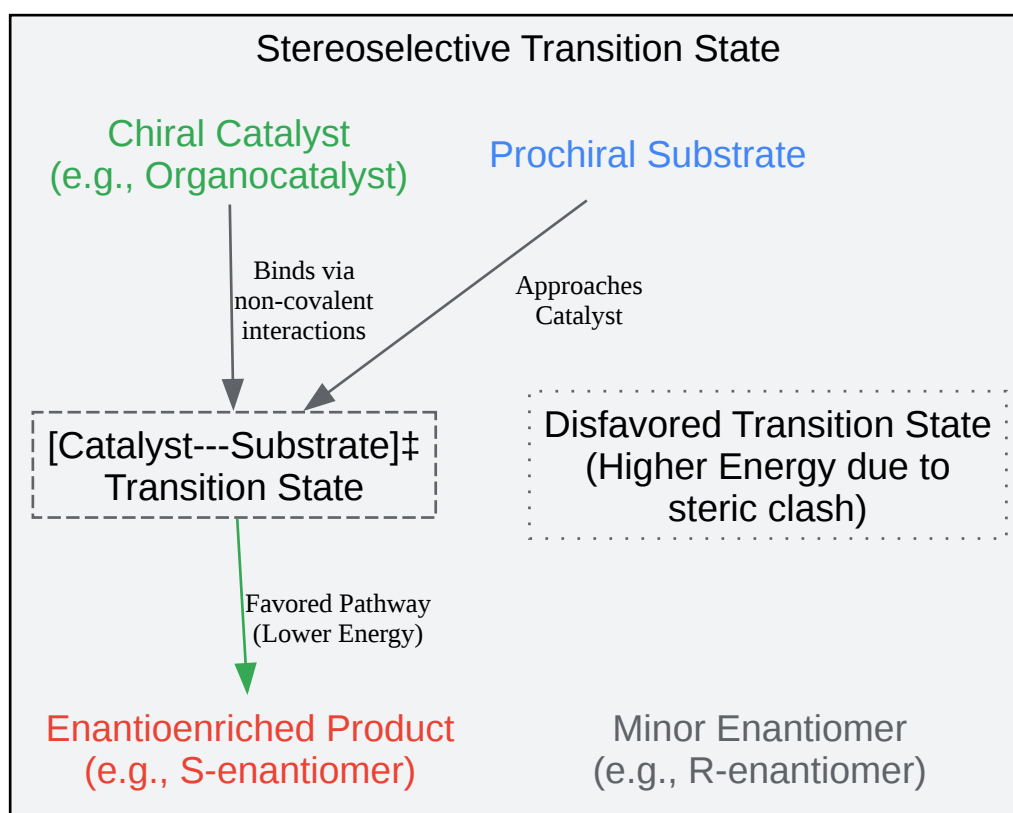 Stereoselective Transition State
Chiral Catalyst
(e.g., Organocatalyst)
Prochiral Substrate
Binds via
non-covalent
interactions
Approaches
Catalyst
[Catalyst---Substrate]‡
Transition State
Disfavored Transition State
(Higher Energy due to
steric clash)
Favored Pathway
(Lower Energy)
Enantioenriched Product
(e.g., S-enantiomer)
Minor Enantiomer
(e.g., R-enantiomer)